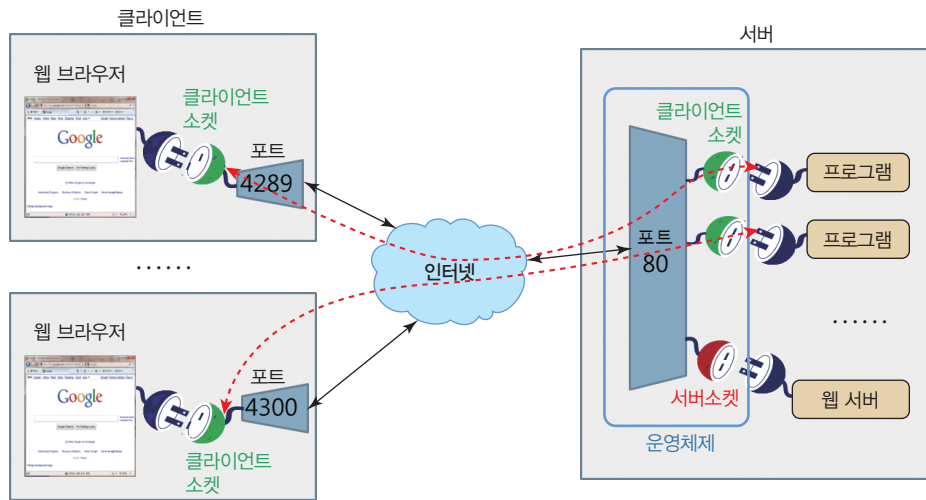 클라이언트
웹 브라우저
Google
클라이언트
소켓
포트
4289
......
웹 브라우저
Google
포트
4300
클라이언트
소켓
인터넷
서버
클라이언트
소켓
프로그램
프로그램
포트
80
......
서버소켓
웹 서버
운영체제